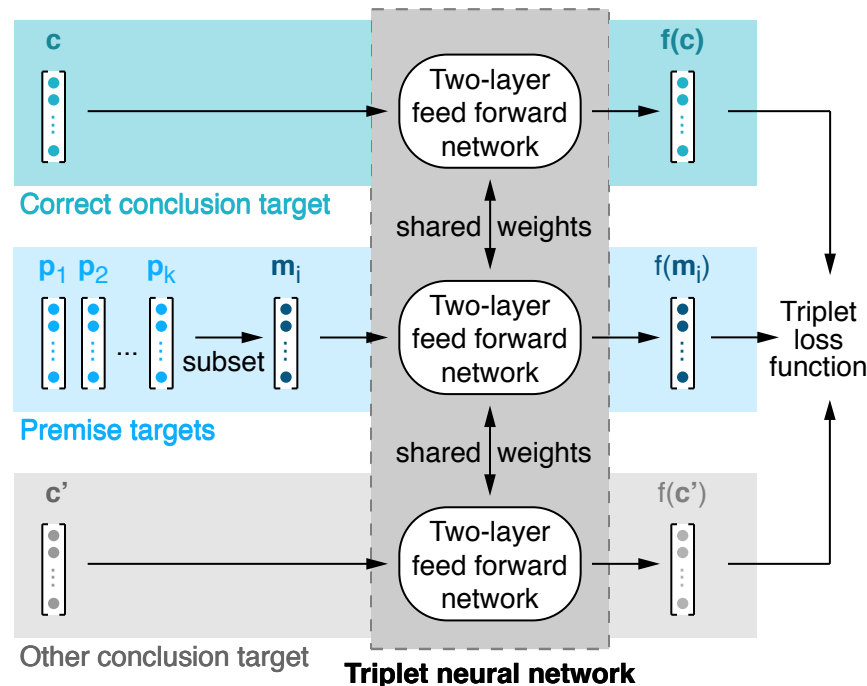 c
f(c)
Two-layer
feed forward
network
Correct conclusion target
shared weights
p1 p2 pk mi
f(mi)
...
subset
Two-layer
feed forward
network
Triplet
loss
function
Premise targets
shared weights
c'
f(c')
Two-layer
feed forward
network
Other conclusion target
Triplet neural network